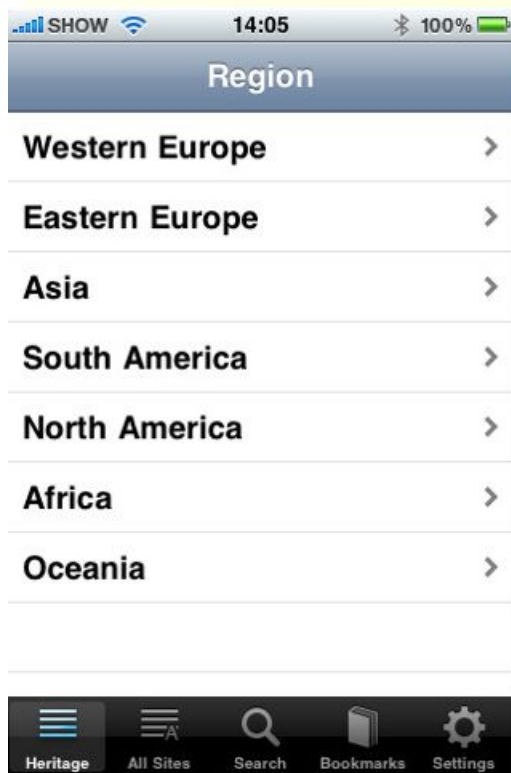 SHOW 14:05 100%
Region
Western Europe
Eastern Europe
Asia
South America
North America
Africa
Oceania
Heritage All Sites Search Bookmarks Settings